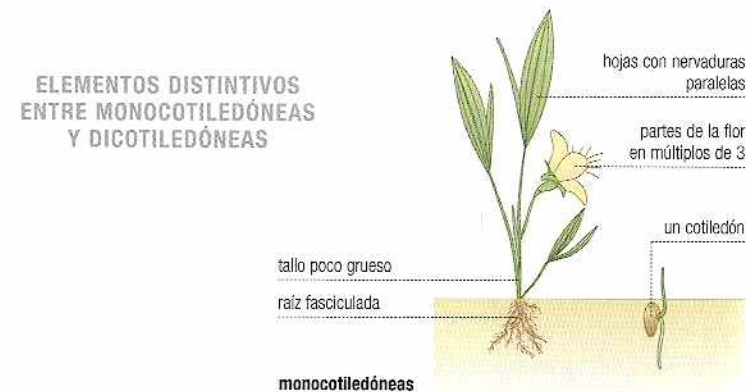 ELEMENTOS DISTINTIVOS
ENTRE MONOCOTILEDÓNEAS
Y DICOTILEDÓNEAS
hojas con nervaduras
paralelas
partes de la flor
en múltiplos de 3
un cotiledón
tallo poco grueso
raíz fasciculada
monocotiledóneas